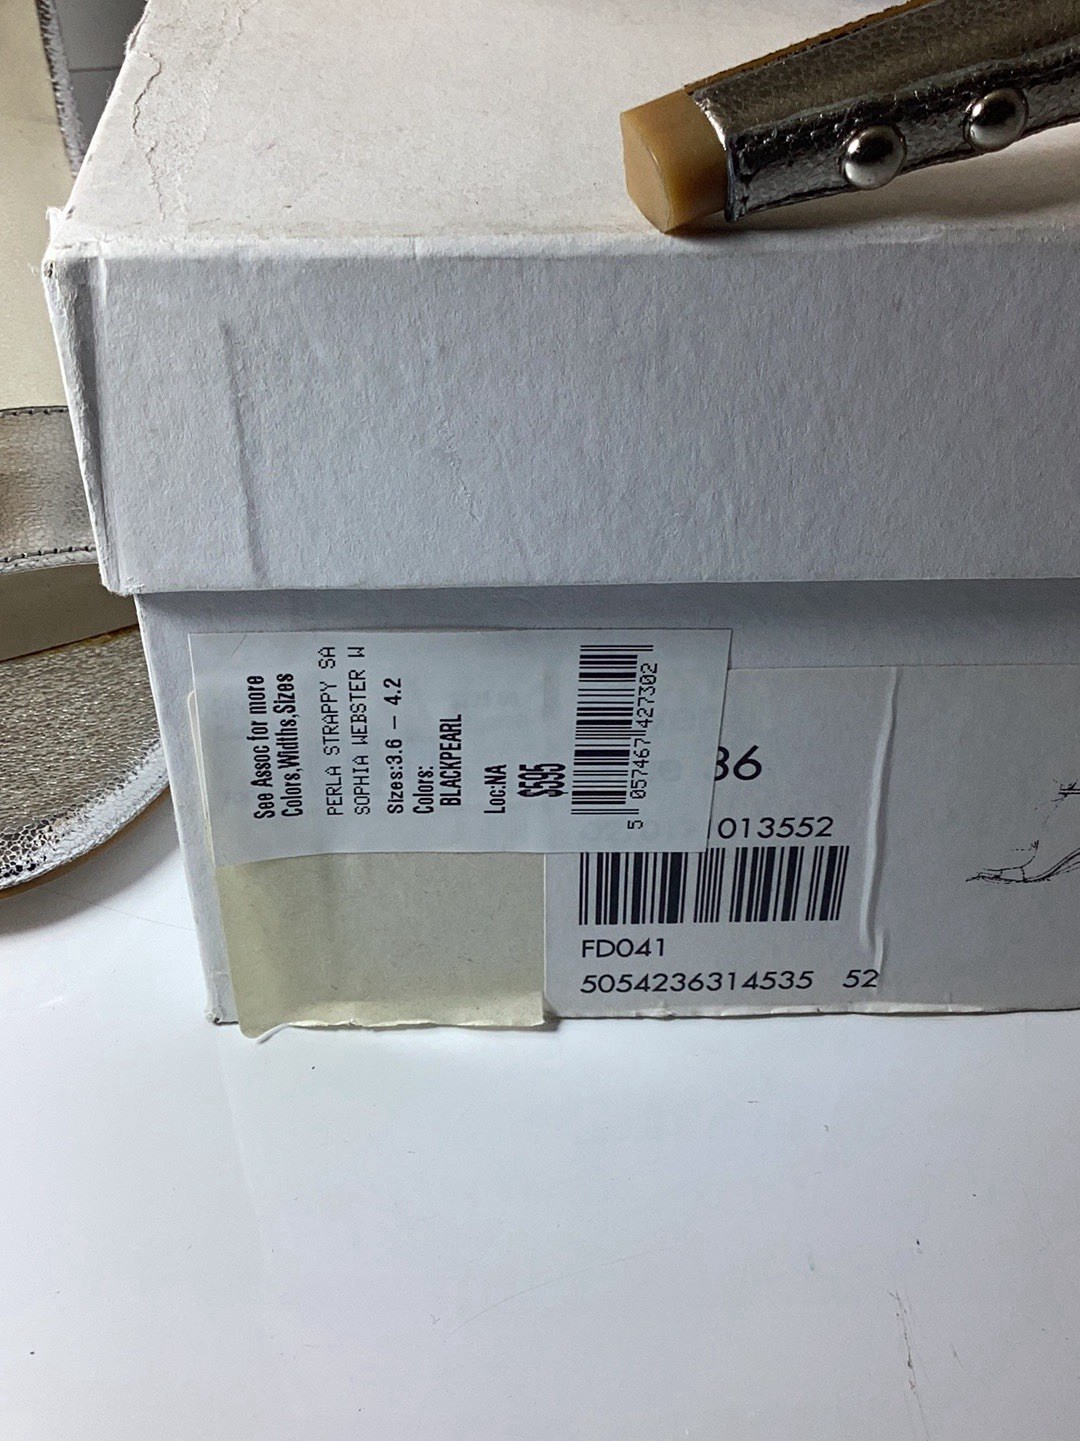 See Assoc for more
Colors,Widths,Sizes
PERLA STRAPPY SA
SOPHIA WEBSTER W
Sizes:3.6 - 4.2
Colors:
BLACKPEARL
Loc:NA
$595
5 057467 427302
36
013552
FD041
5054236314535 52